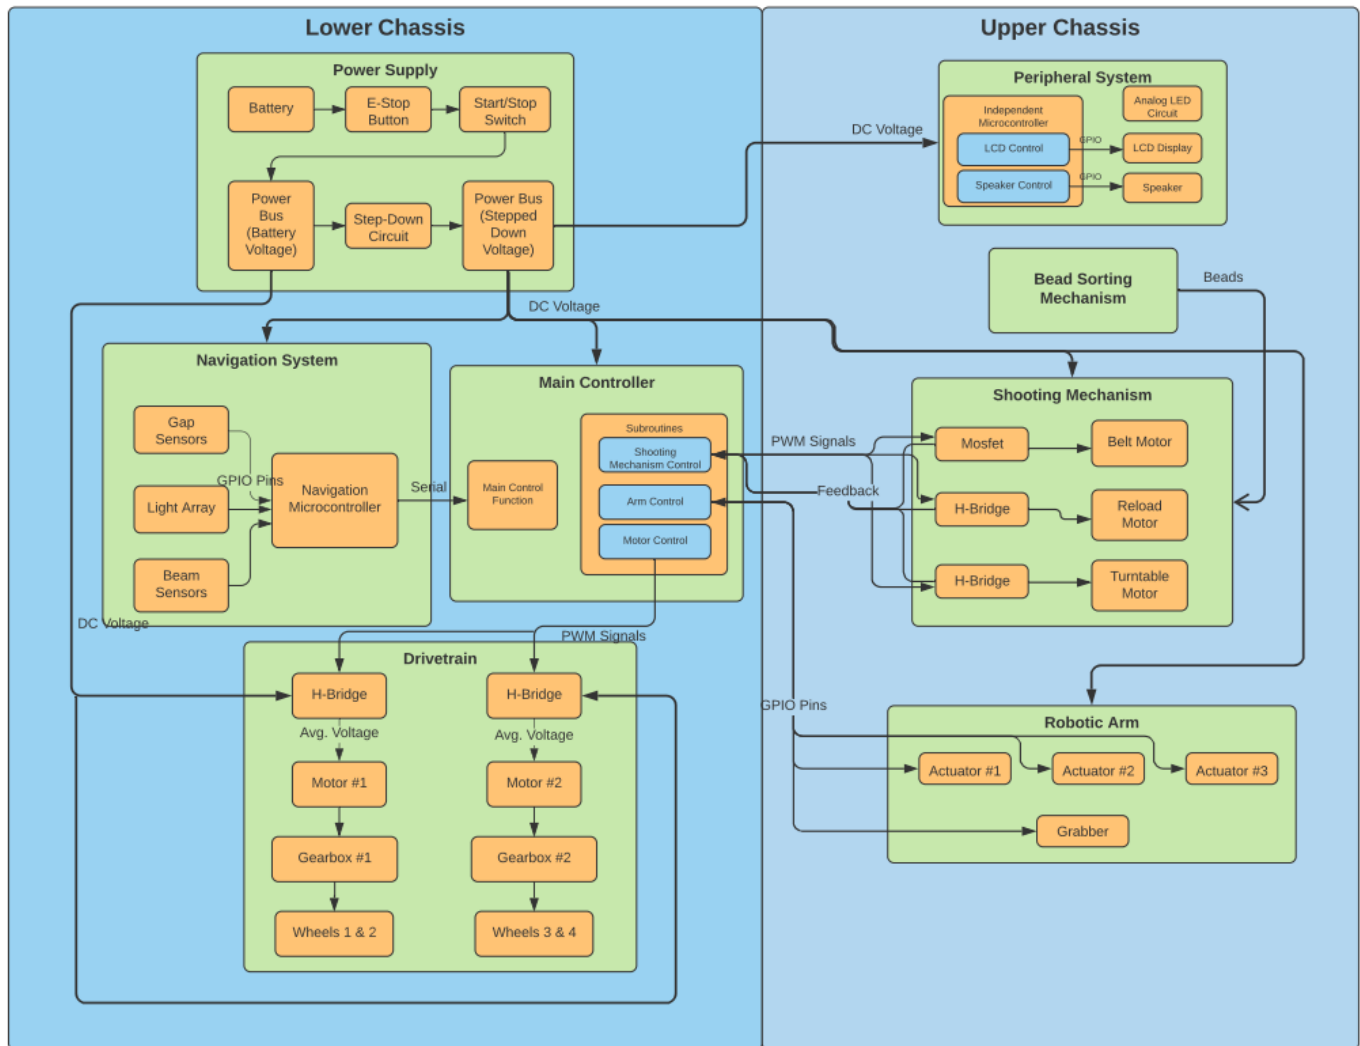 Lower Chassis
Upper Chassis
Power Supply
Battery
E-Stop
Button
Start/Stop
Switch
Power
Bus
(Battery
Voltage)
Step-Down
Circuit
Power Bus
(Stepped
Down
Voltage)
DC Voltage
Peripheral System
Independent
Microcontroller
LCD Control
Speaker Control
GPIO
GPIO
Analog LED
Circuit
LCD Display
Speaker
Bead Sorting
Mechanism
Beads
DC Voltage
Navigation System
Gap
Sensors
GPIO Pins
Light Array
Beam
Sensors
Navigation
Microcontroller
Serial
DC Voltage
Main Controller
Main Control
Function
Subroutines
Shooting
Mechanism Control
Arm Control
Motor Control
PWM Signals
Feedback
Shooting Mechanism
Mosfet
Belt Motor
H-Bridge
Reload
Motor
H-Bridge
Turntable
Motor
PWM Signals
Drivetrain
H-Bridge
H-Bridge
Avg. Voltage
Avg. Voltage
Motor #1
Motor #2
Gearbox #1
Gearbox #2
Wheels 1 & 2
Wheels 3 & 4
GPIO Pins
Robotic Arm
Actuator #1
Actuator #2
Actuator #3
Grabber